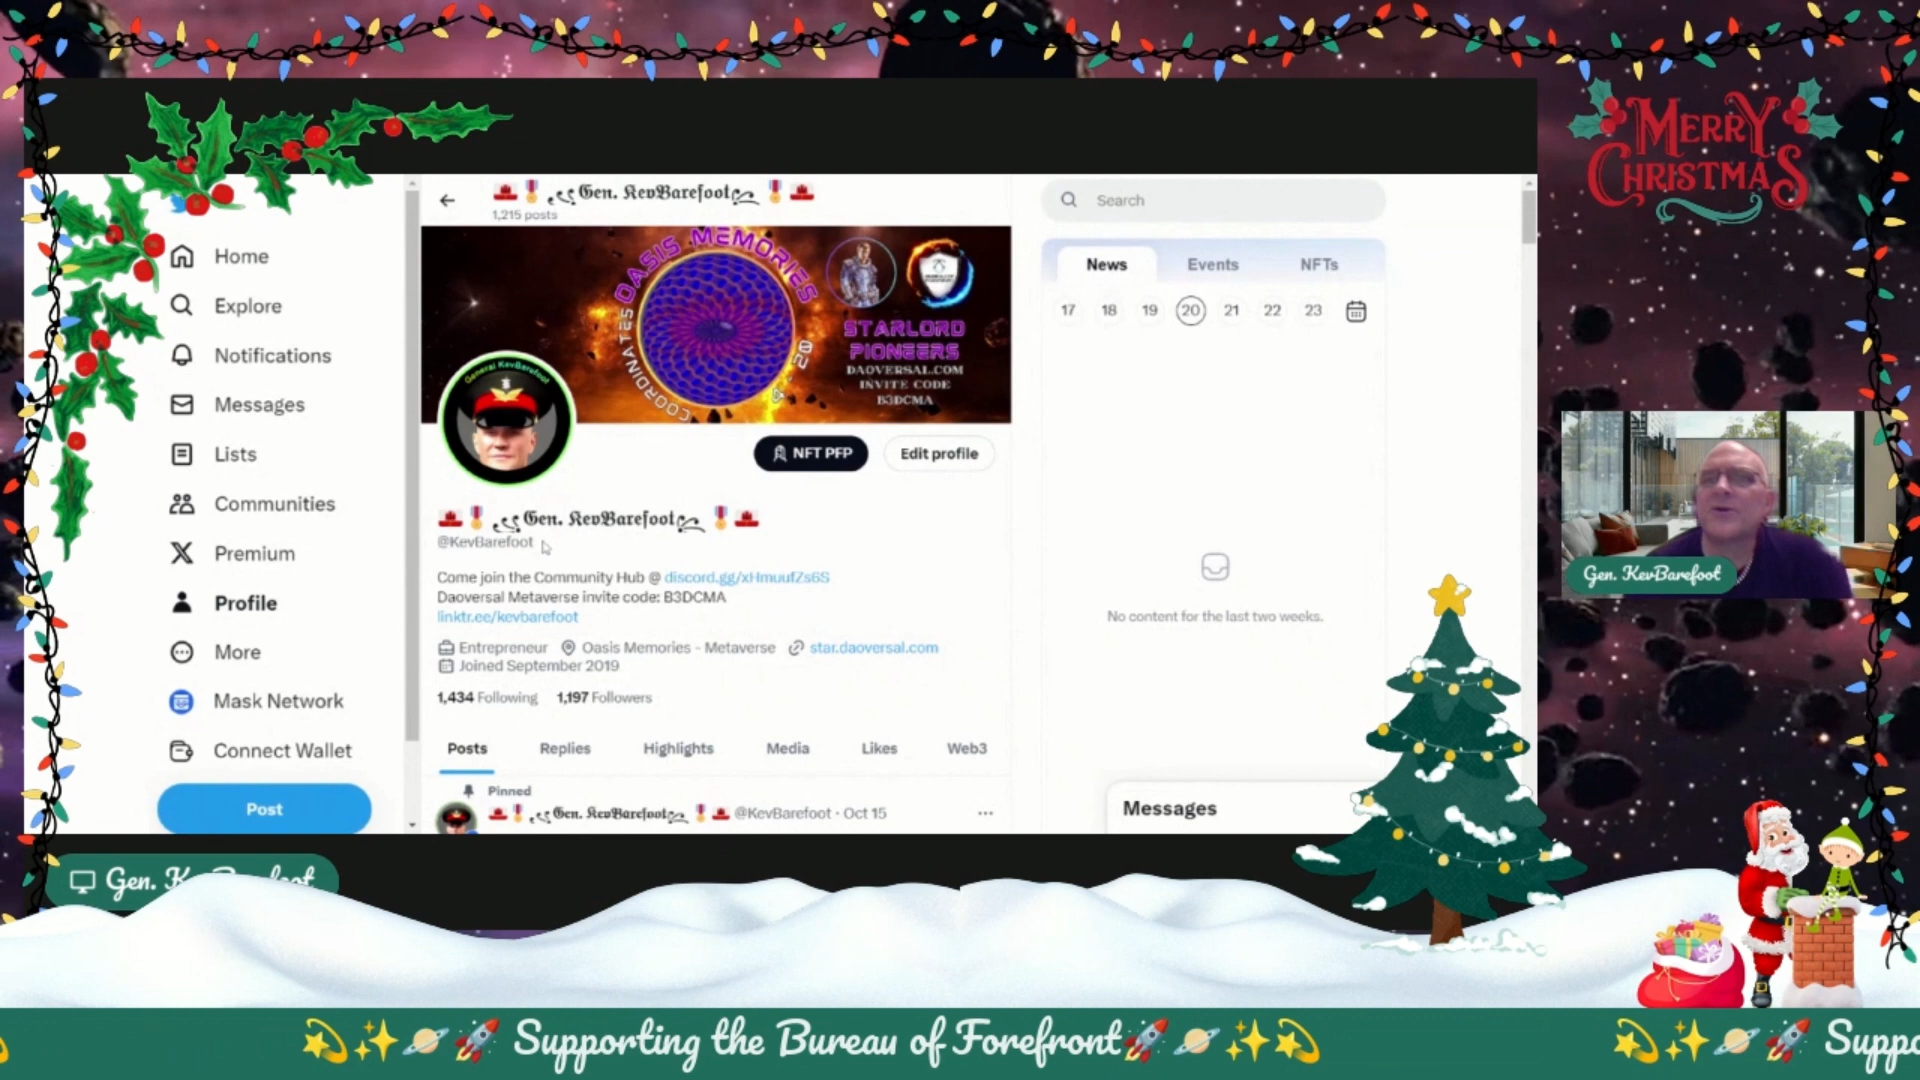 MERRY
CHRISTMAS
Gen. KevBarefoot
1,215 posts
Search
Home
Explore
Notifications
Messages
Lists
Communities
Premium
Profile
More
Mask Network
Connect Wallet
Post
COORDINATES OASIS MEMORIES
STARLORD
PIONEERS
DAOVERSAL.COM
INVITE CODE
B3DCMA
General KevBarefoot
NFT PFP
Edit profile
Gen. KevBarefoot
@KevBarefoot
Come join the Community Hub @ discord.gg/xHmuufZs6S
Daoversal Metaverse invite code: B3DCMA
linktr.ee/kevbarefoot
Entrepreneur Oasis Memories - Metaverse star.daoversal.com
Joined September 2019
1,434 Following 1,197 Followers
Posts Replies Highlights Media Likes Web3
Pinned
Gen. KevBarefoot @KevBarefoot · Oct 15 ...
News Events NFTs
17 18 19 20 21 22 23
No content for the last two weeks.
Messages
Gen. KevBarefoot
Gen. KevBarefoot
Supporting the Bureau of Forefront
Suppo